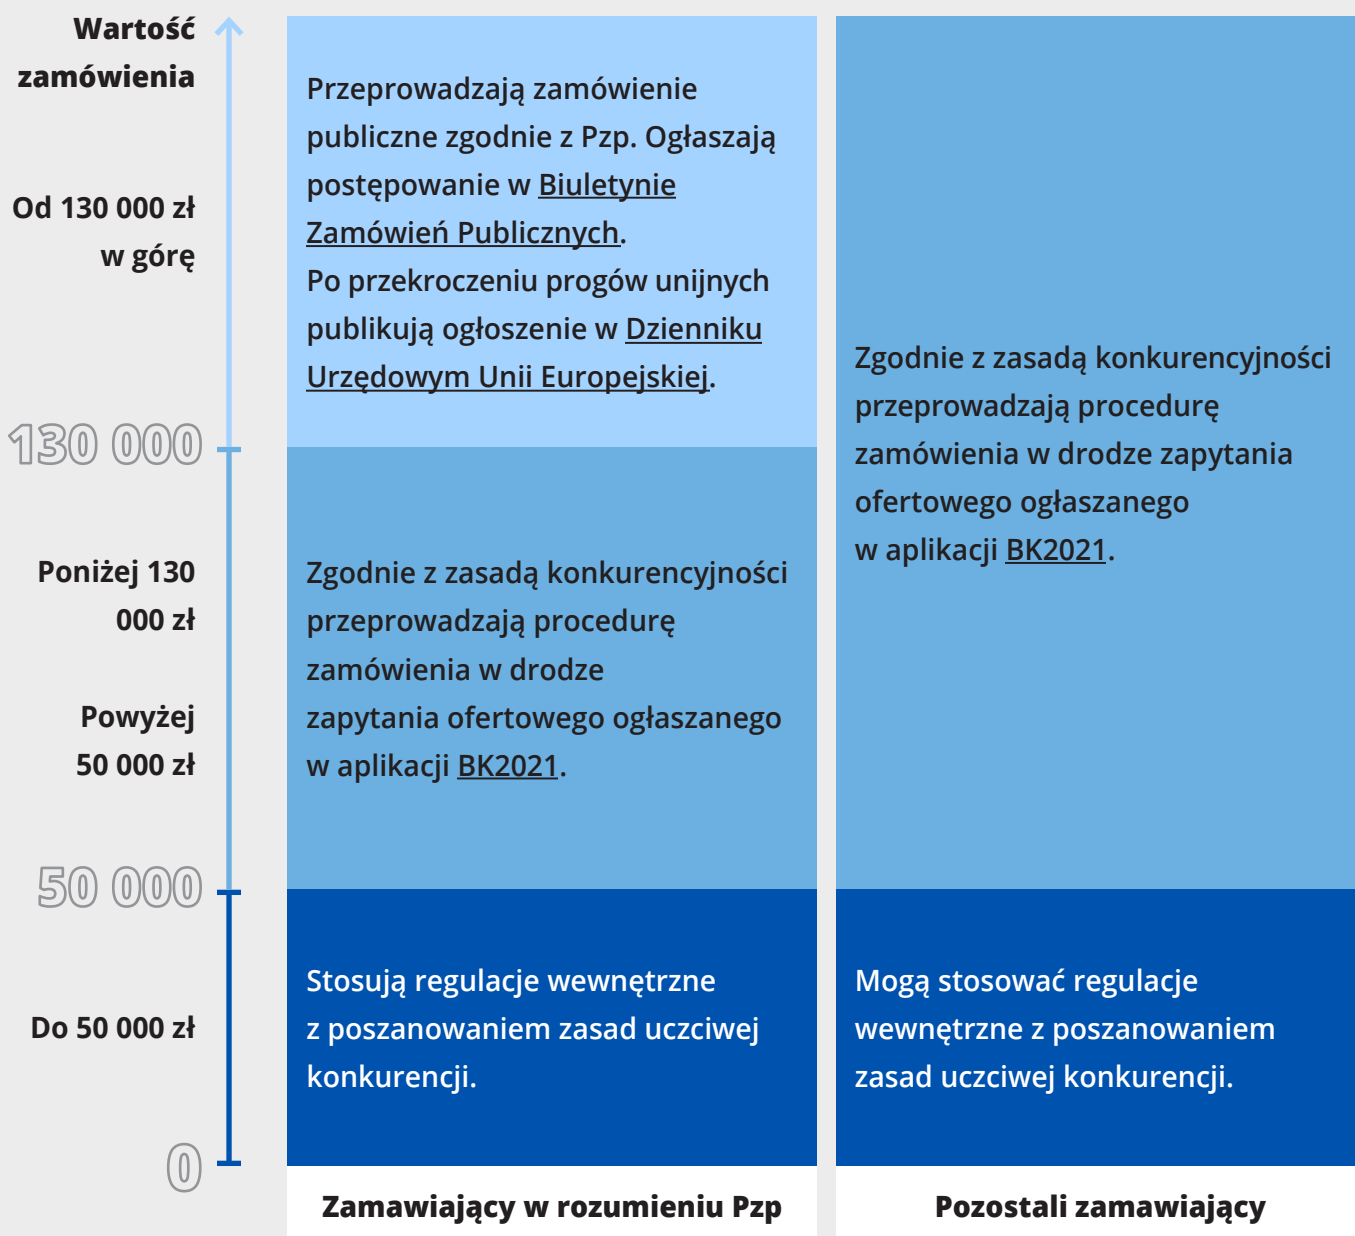 Wartość
zamówienia
Od 130 000 zł
w górę
130 000
Poniżej 130
000 zł
Powyżej
50 000 zł
50 000
Do 50 000 zł
0
Przeprowadzają zamówienie
publiczne zgodnie z Pzp. Ogłaszają
postępowanie w Biuletynie
Zamówień Publicznych.
Po przekroczeniu progów unijnych
publikują ogłoszenie w Dzienniku
Urzędowym Unii Europejskiej.
Zgodnie z zasadą konkurencyjności
przeprowadzają procedurę
zamówienia w drodze
zapytania ofertowego ogłaszanego
w aplikacji BK2021.
Stosują regulacje wewnętrzne
z poszanowaniem zasad uczciwej
konkurencji.
Zamawiający w rozumieniu Pzp
Zgodnie z zasadą konkurencyjności
przeprowadzają procedurę
zamówienia w drodze zapytania
ofertowego ogłaszanego
w aplikacji BK2021.
Mogą stosować regulacje
wewnętrzne z poszanowaniem
zasad uczciwej konkurencji.
Pozostali zamawiający